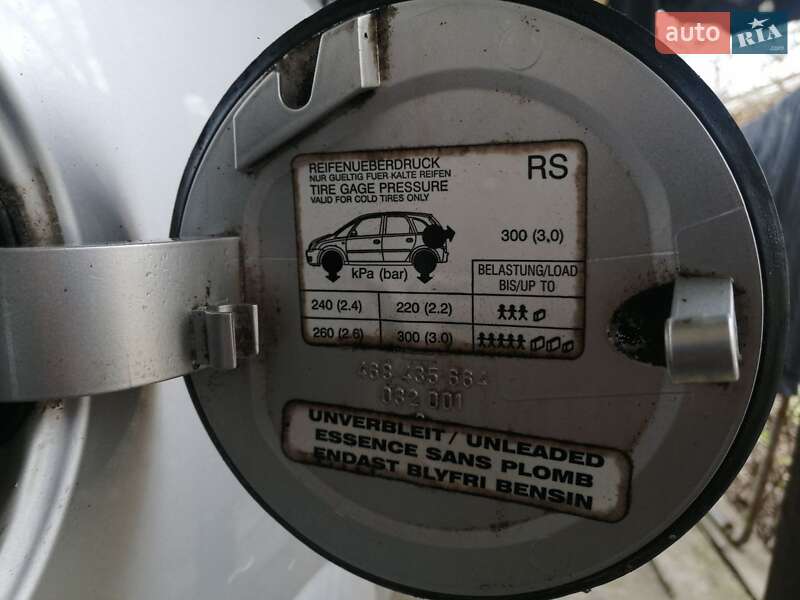 auto RIA
REIFENUEBERDRUCK
NUR GUELTIG FUER KALTE REIFEN
TIRE GAGE PRESSURE
VALID FOR COLD TIRES ONLY
RS
300 (3,0)
kPa (bar)
BELASTUNG/LOAD
BIS/UP TO
240 (2.4) 220 (2.2)
260 (2.6) 300 (3.0)
032 001
UNVERBLEIT / UNLEADED
ESSENCE SANS PLOMB
ENDAST BLYFRI BENSIN